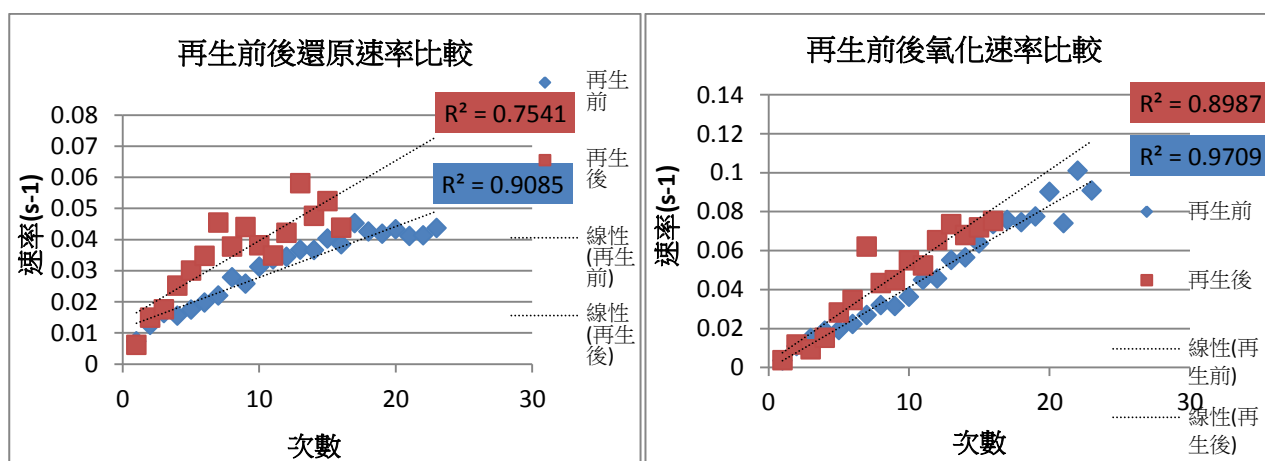 再生前後還原速率比較
R² = 0.7541
R² = 0.9085
速率(s-1)
0.08
0.07
0.06
0.05
0.04
0.03
0.02
0.01
0
0
10
20
30
次數
再生
前
再生
後
線性
(再生
前)
線性
(再生
後)
再生前後氧化速率比較
R² = 0.8987
R² = 0.9709
速率(s-1)
0.14
0.12
0.1
0.08
0.06
0.04
0.02
0
0
10
20
30
次數
再生前
再生後
線性(再
生前)
線性(再
生後)